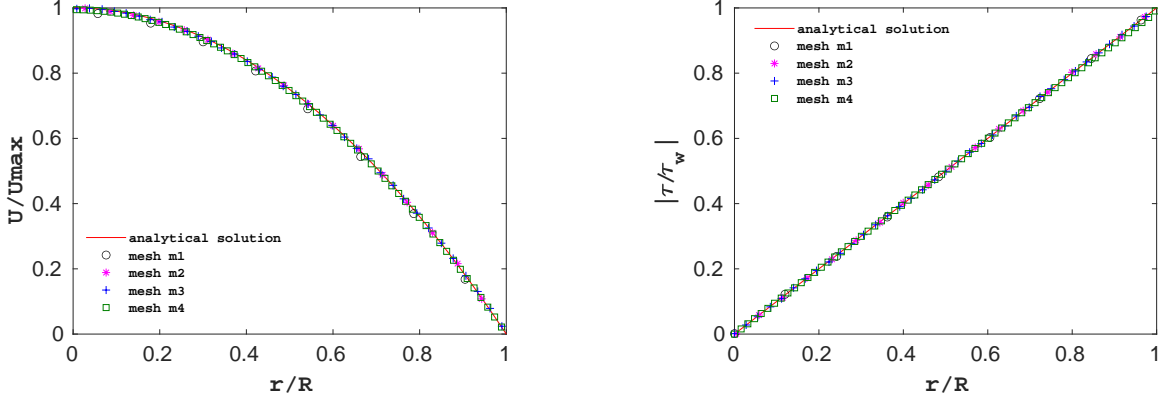 1
0.8
0.6
0.4
0.2
0
U/Umax
analytical solution
mesh m1
mesh m2
mesh m3
mesh m4
0 0.2 0.4 0.6 0.8 1
r/R
1
0.8
0.6
0.4
0.2
0
|τ/τw|
analytical solution
mesh m1
mesh m2
mesh m3
mesh m4
0 0.2 0.4 0.6 0.8 1
r/R